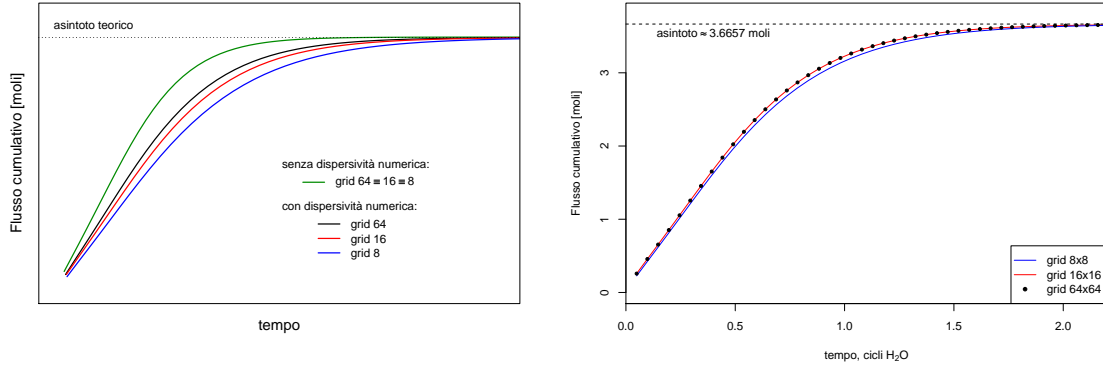 asintoto teorico
Flusso cumulativo [moli]
senza dispersività numerica:
grid 64 ≡ 16 ≡ 8
con dispersività numerica:
grid 64
grid 16
grid 8
tempo
asintoto ≈ 3.6657 moli
Flusso cumulativo [moli]
3
2
1
0
grid 8x8
grid 16x16
grid 64x64
0.0 0.5 1.0 1.5 2.0
tempo, cicli H₂O